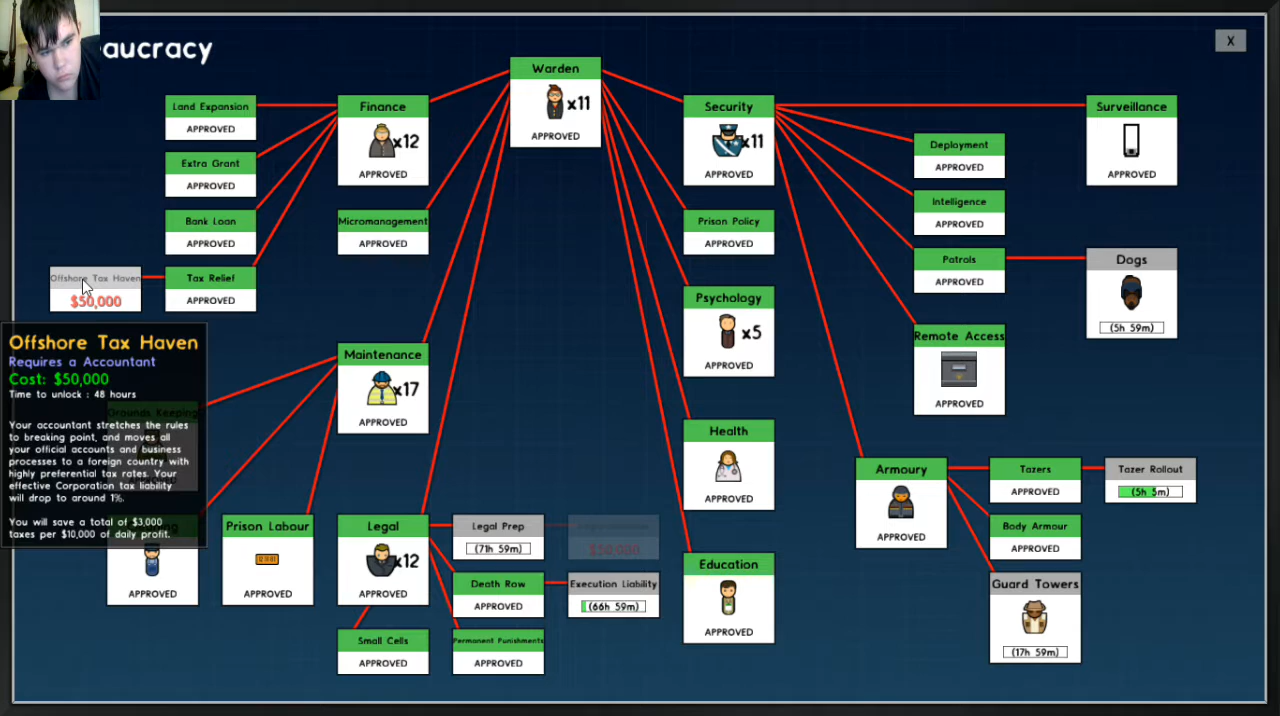 aucracy
X
Warden
x11
APPROVED
Land Expansion
APPROVED
Finance
x12
APPROVED
Security
x11
APPROVED
Surveillance
APPROVED
Deployment
APPROVED
Extra Grant
APPROVED
Intelligence
APPROVED
Bank Loan
APPROVED
Micromanagement
APPROVED
Prison Policy
APPROVED
Patrols
APPROVED
Dogs
(5h 59m)
Offshore Tax Haven
$50,000
Tax Relief
APPROVED
Psychology
x5
APPROVED
Remote Access
APPROVED
Offshore Tax Haven
Requires a Accountant
Cost: $50,000
Time to unlock : 48 hours
Grounds Keeping
Your accountant stretches the rules
to breaking point, and moves all
your official accounts and business
processes to a foreign country with
highly preferential tax rates. Your
effective Corporation tax liability
will drop to around 1%.
You will save a total of $3,000
taxes per $10,000 of daily profit.
Maintenance
x17
APPROVED
Health
APPROVED
Armoury
APPROVED
Tazers
APPROVED
Tazer Rollout
(5h 5m)
APPROVED
Prison Labour
APPROVED
Legal
x12
APPROVED
Legal Prep
(71h 59m)
$50,000
Body Armour
APPROVED
Death Row
APPROVED
Execution Liability
(66h 59m)
Education
APPROVED
Guard Towers
(17h 59m)
Small Cells
APPROVED
Permanent Punishments
APPROVED